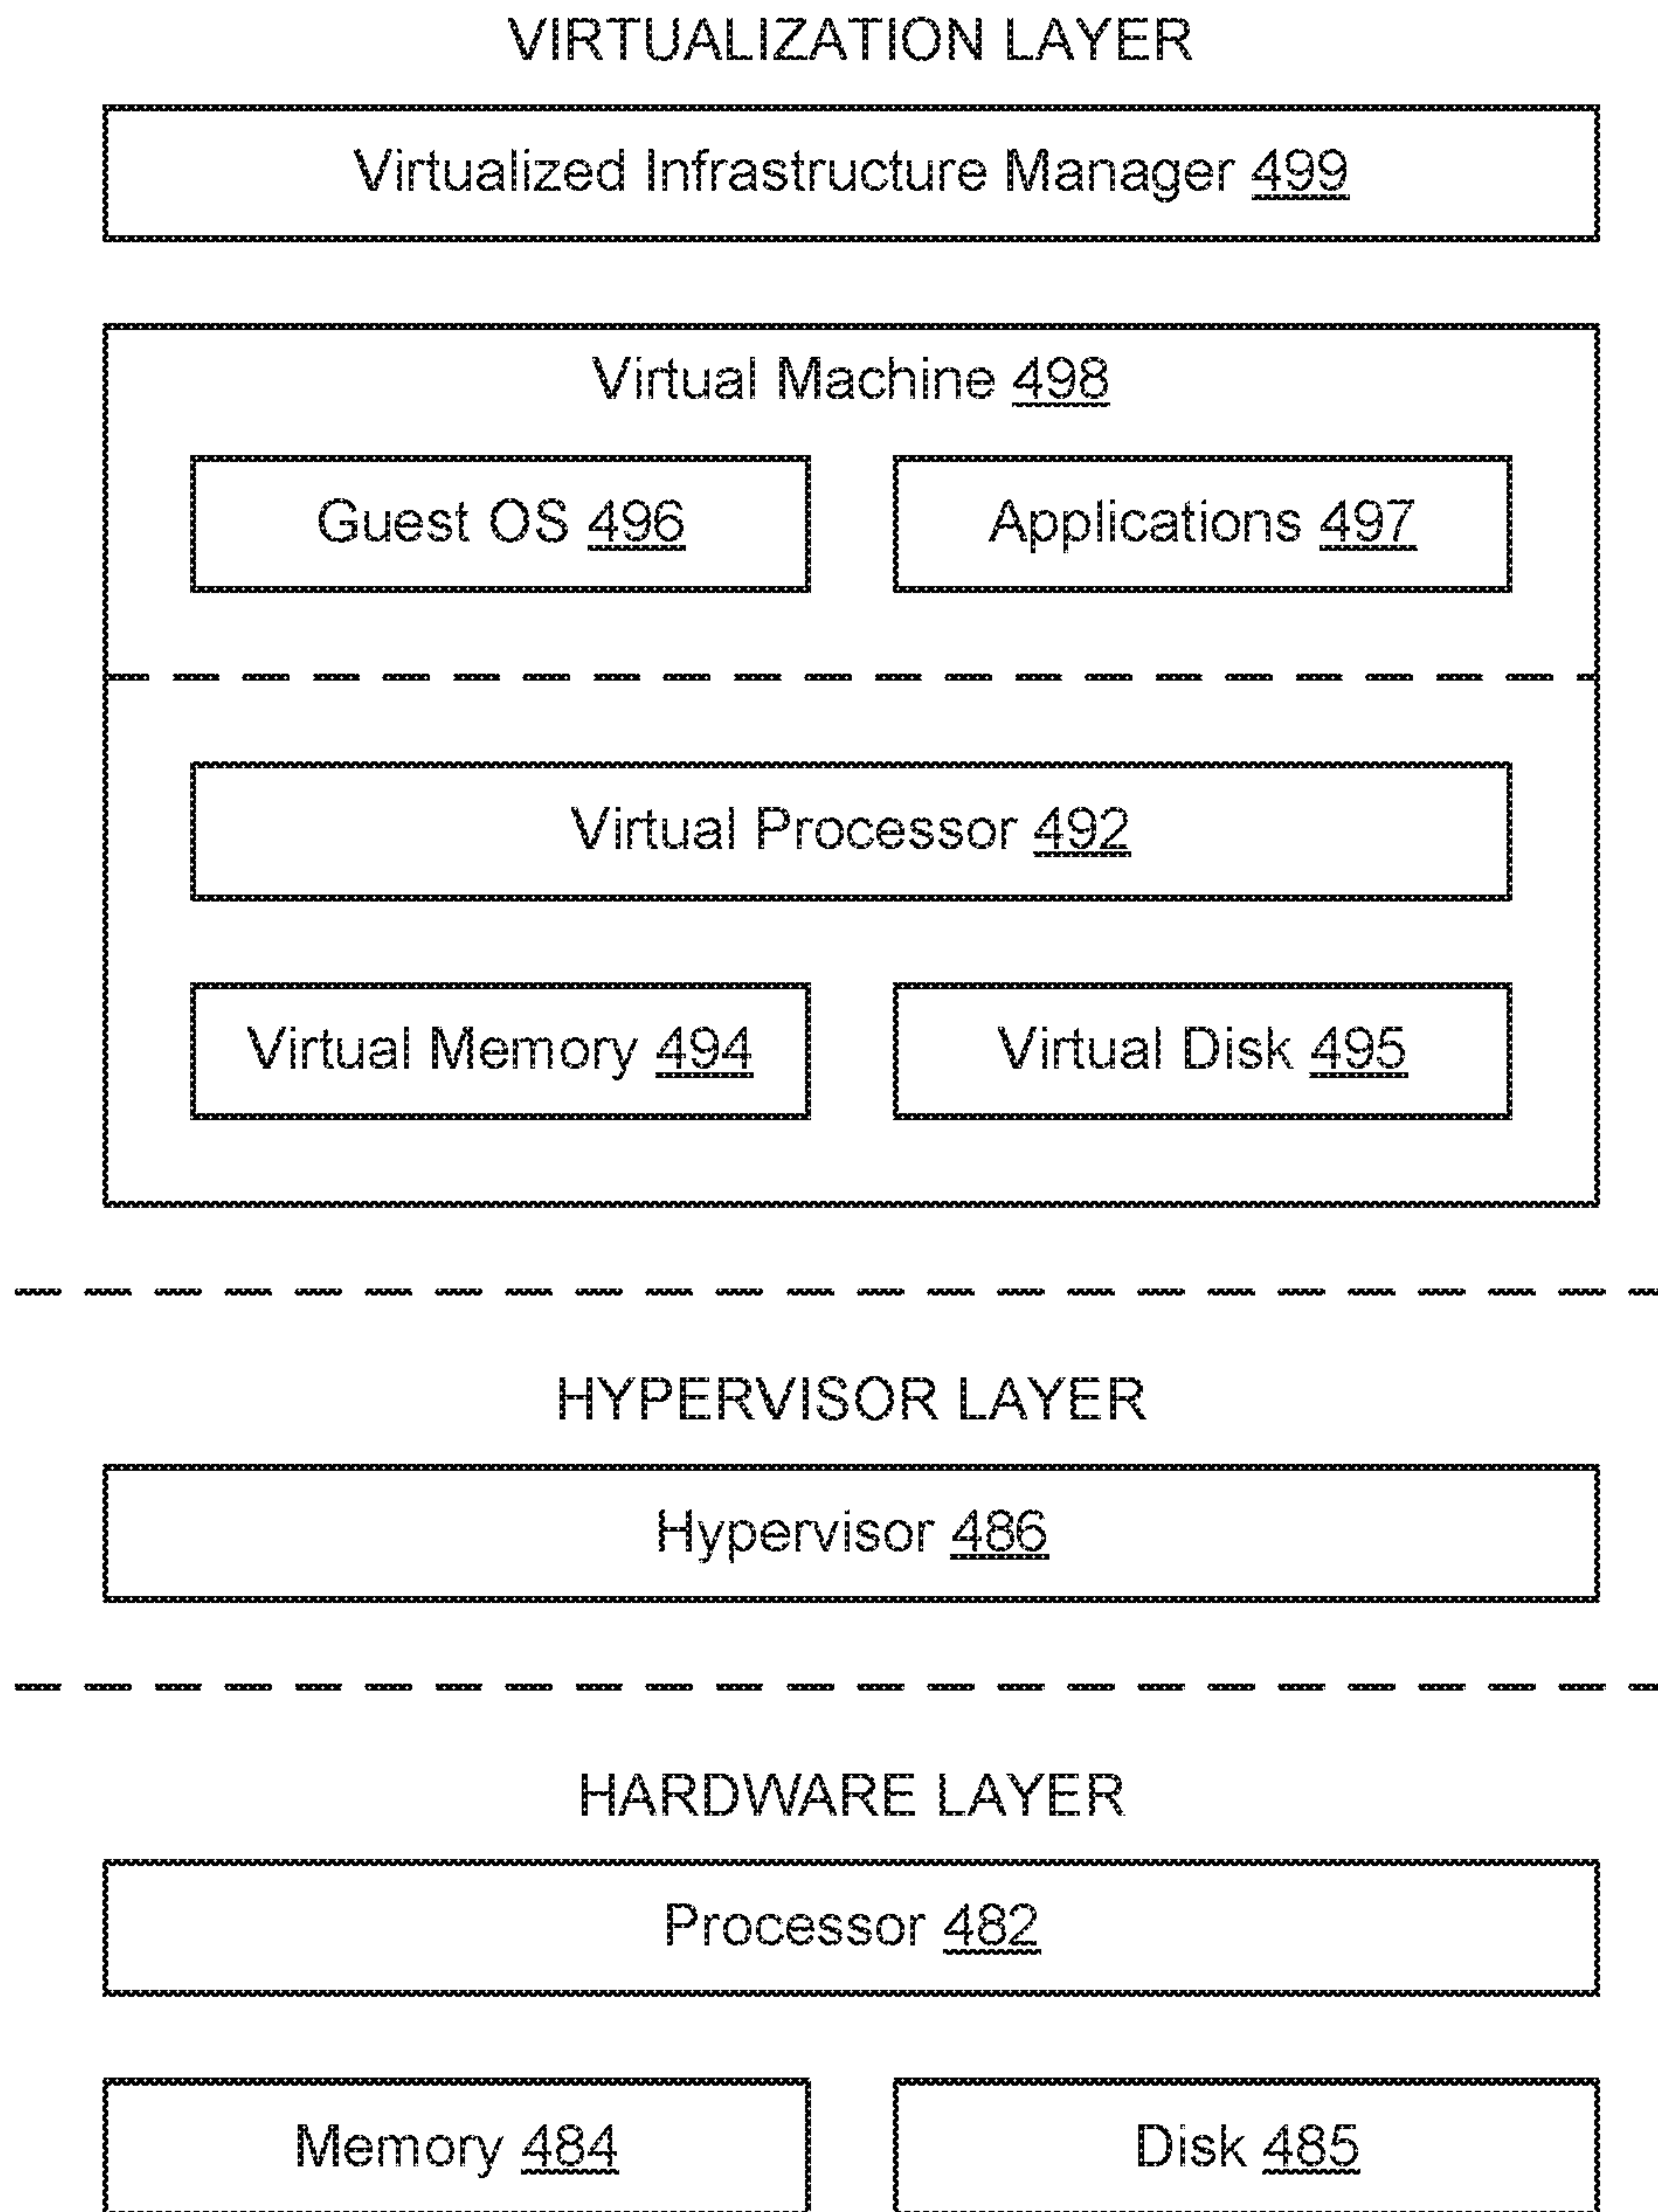 VIRTUALIZATION LAYER
Virtualized Infrastructure Manager 499
Virtual Machine 498
Guest OS 496
Applications 497
Virtual Processor 492
Virtual Memory 494
Virtual Disk 495
HYPERVISOR LAYER
Hypervisor 486
HARDWARE LAYER
Processor 482
Memory 484
Disk 485